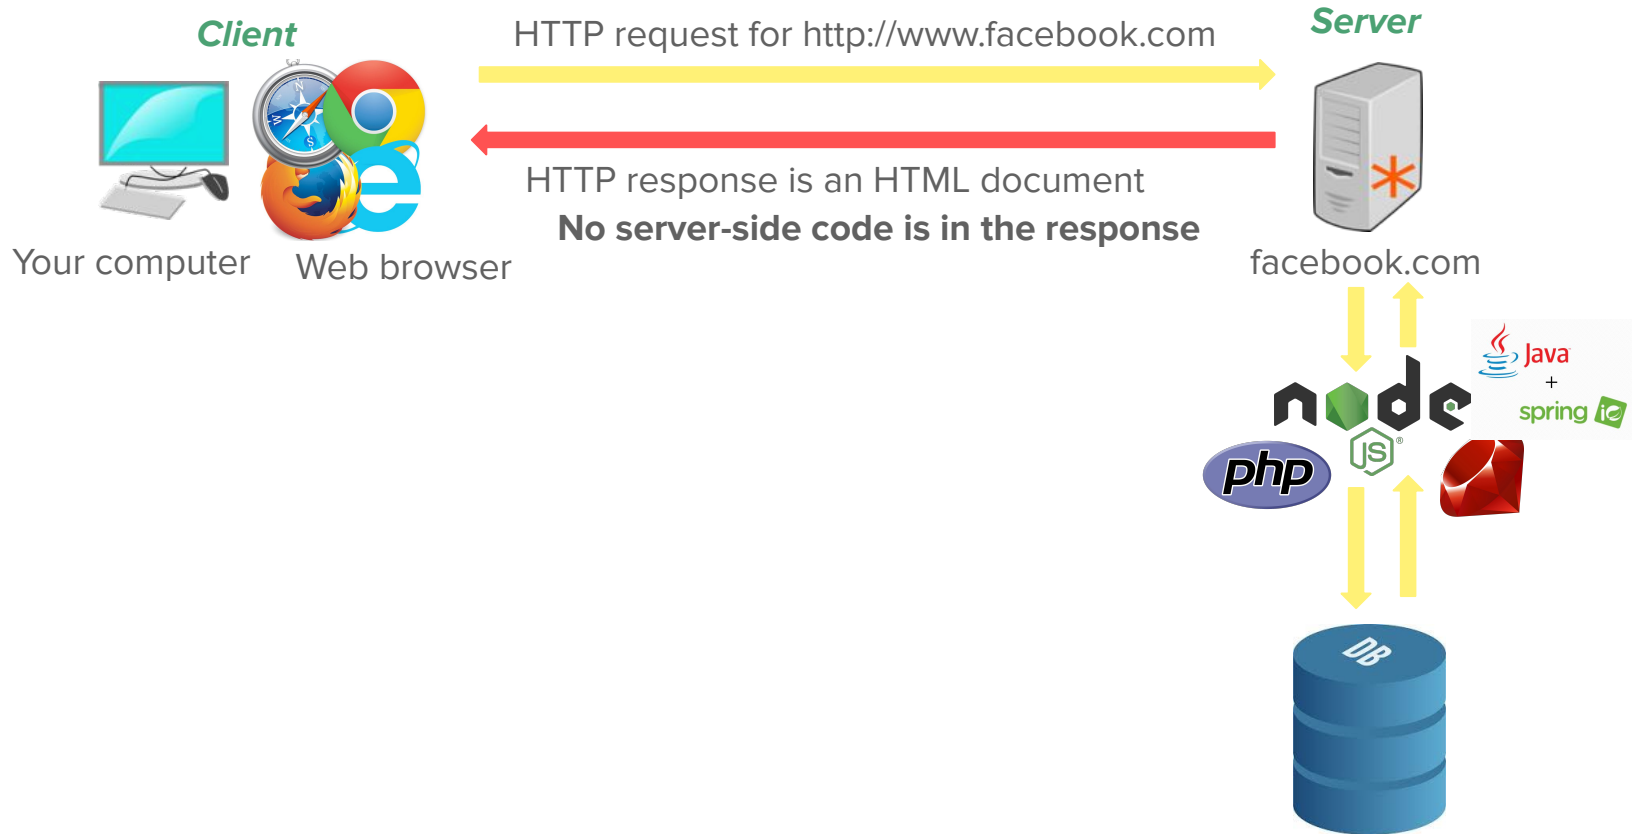 Client
HTTP request for http://www.facebook.com
Server
N
W
S
HTTP response is an HTML document
No server-side code is in the response
Your computer
Web browser
facebook.com
Java
+
spring
node
JS®
php
DB